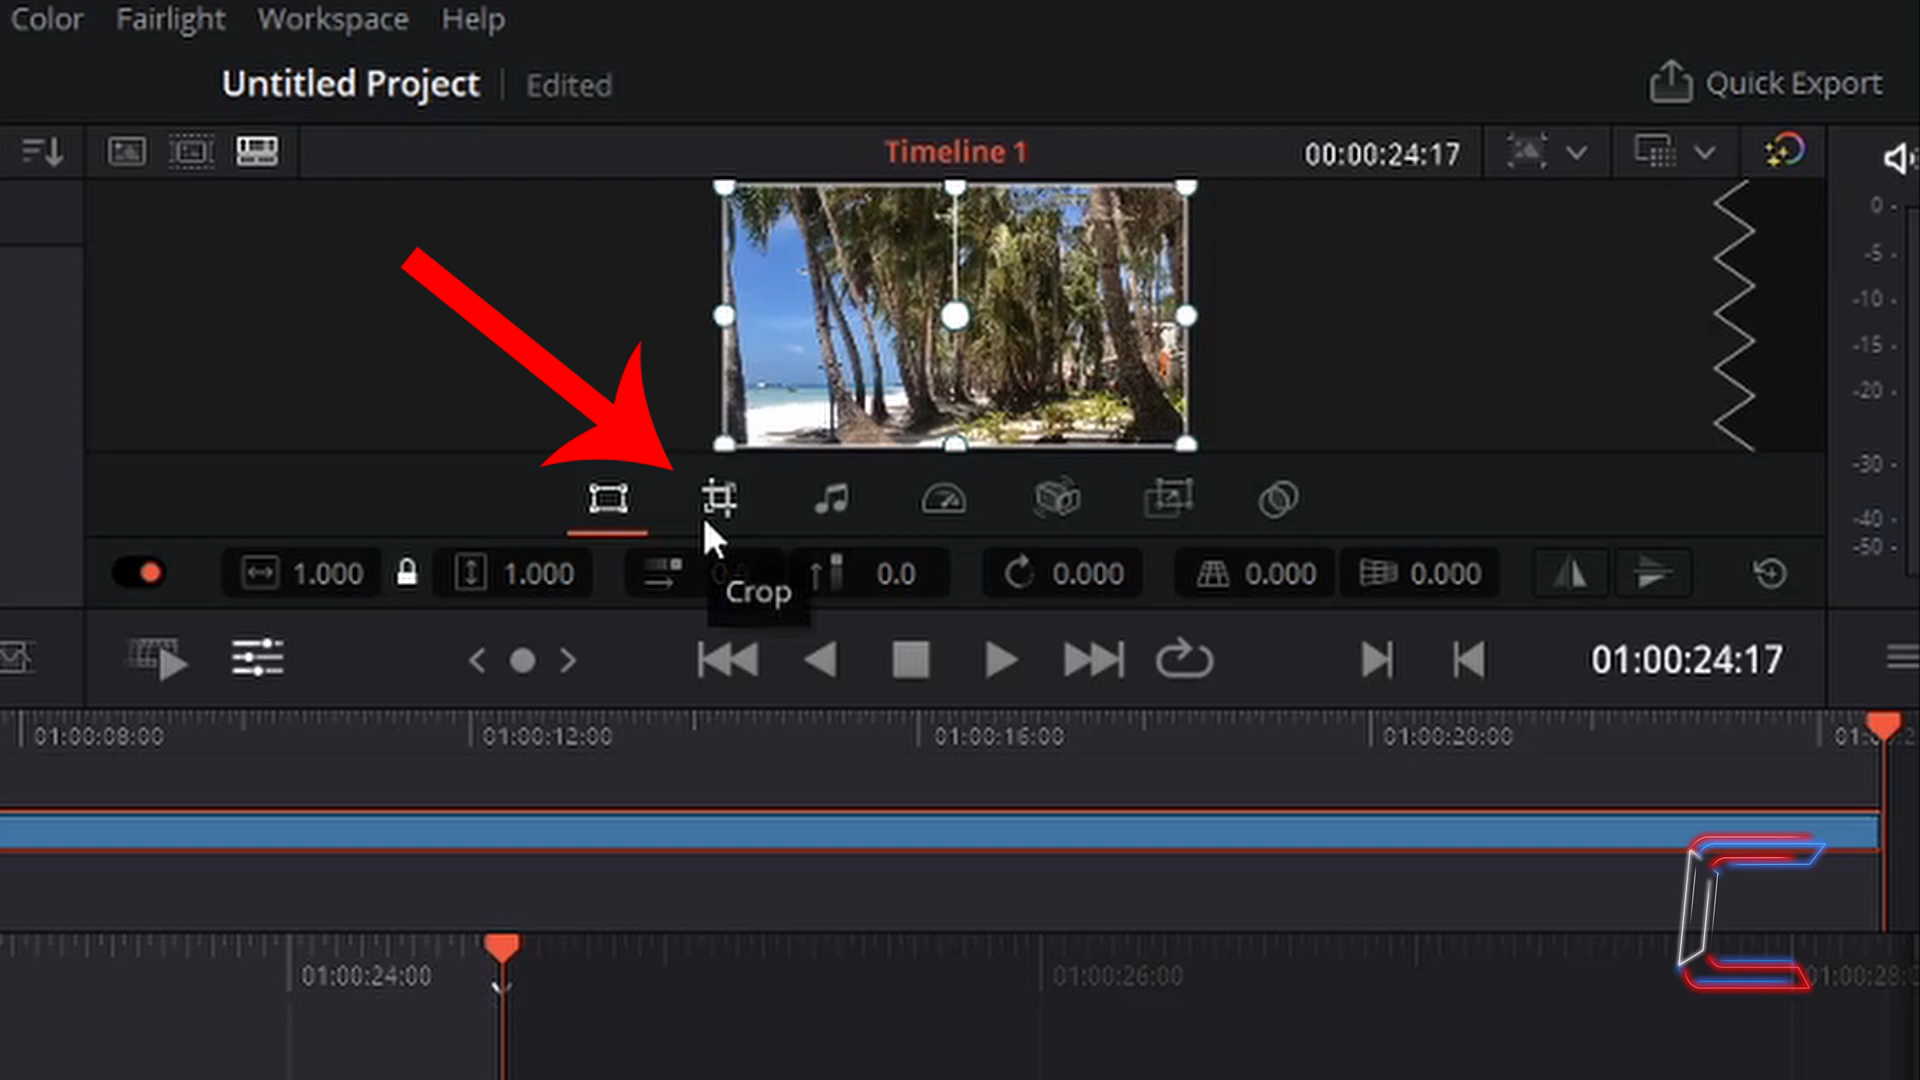 Color Fairlight Workspace Help
Untitled Project Edited
Quick Export
Timeline 1 00:00:24:17
0
-5
-10
-15
-20
-30
-40
-50
1.000 1.000 0.0 0.0 0.000 0.000 0.000
Crop
01:00:24:17
01:00:08:00 01:00:12:00 01:00:16:00 01:00:20:00
01:00:24:00 01:00:26:00 01:00:28: